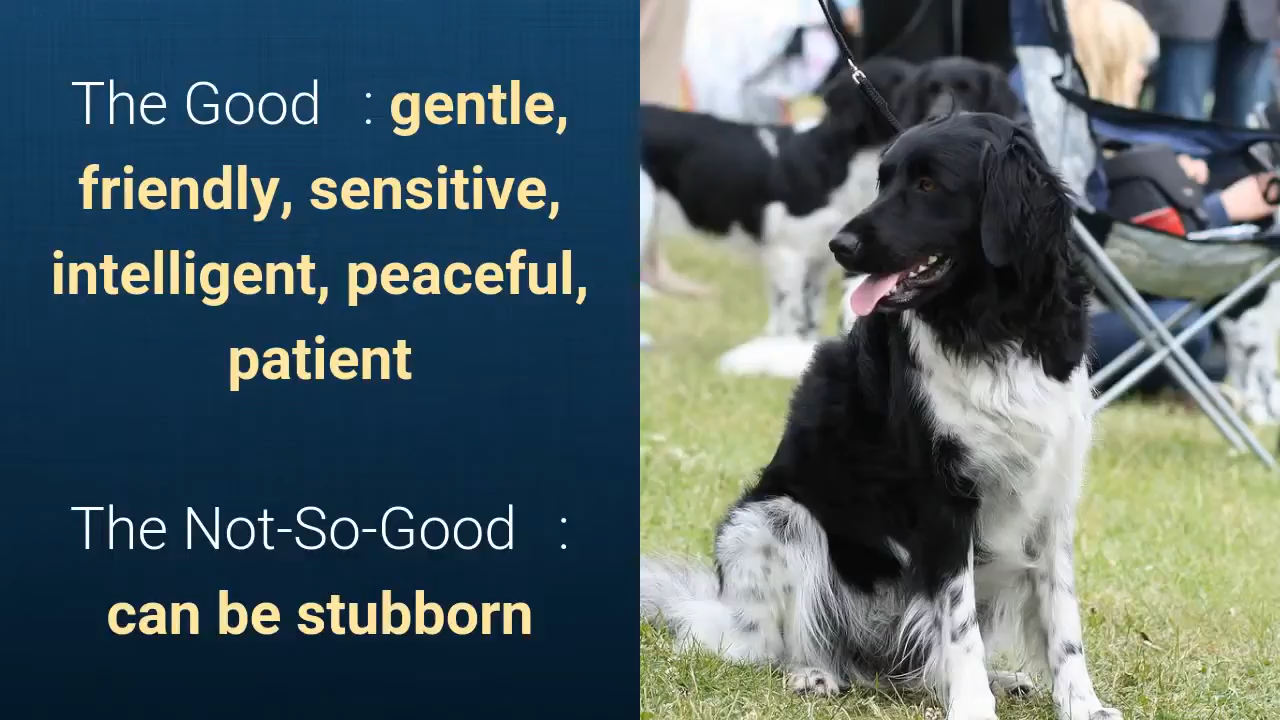 The Good : gentle,
friendly, sensitive,
intelligent, peaceful,
patient
The Not-So-Good :
can be stubborn